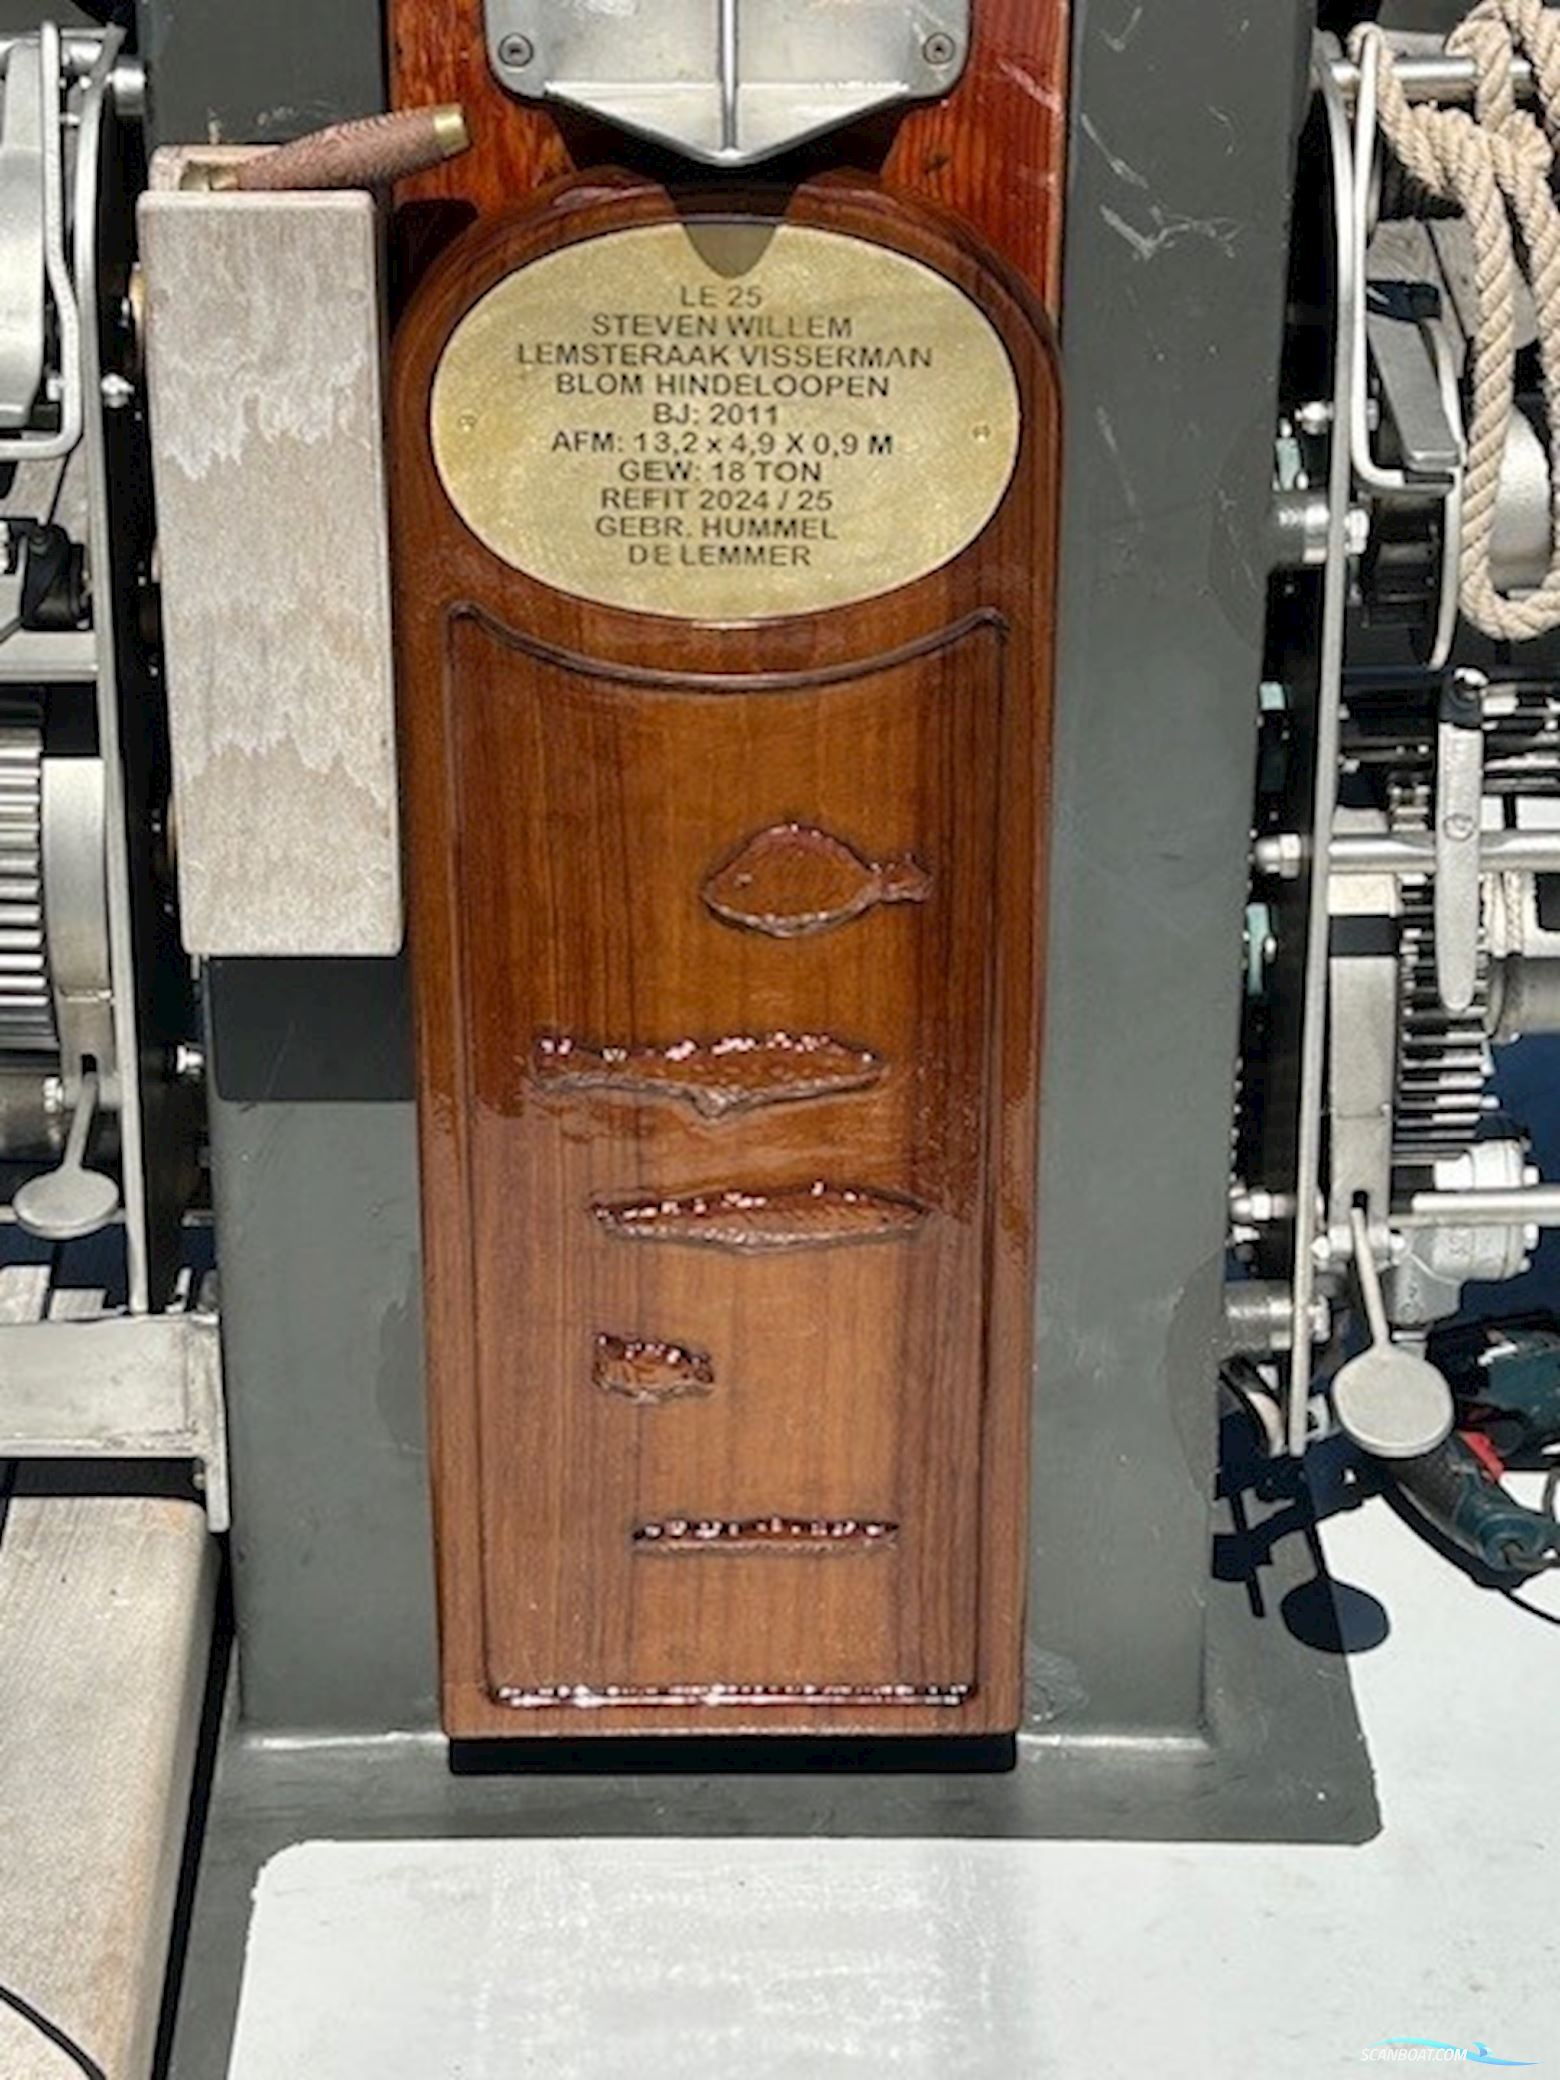 LE 25
STEVEN WILLEM
LEMSTERAAK VISSERMAN
BLOM HINDELOOPEN
BJ: 2011
AFM: 13,2 x 4,9 X 0,9 M
GEW: 18 TON
REFIT 2024 / 25
GEBR. HUMMEL
DE LEMMER
SCANBOAT.COM